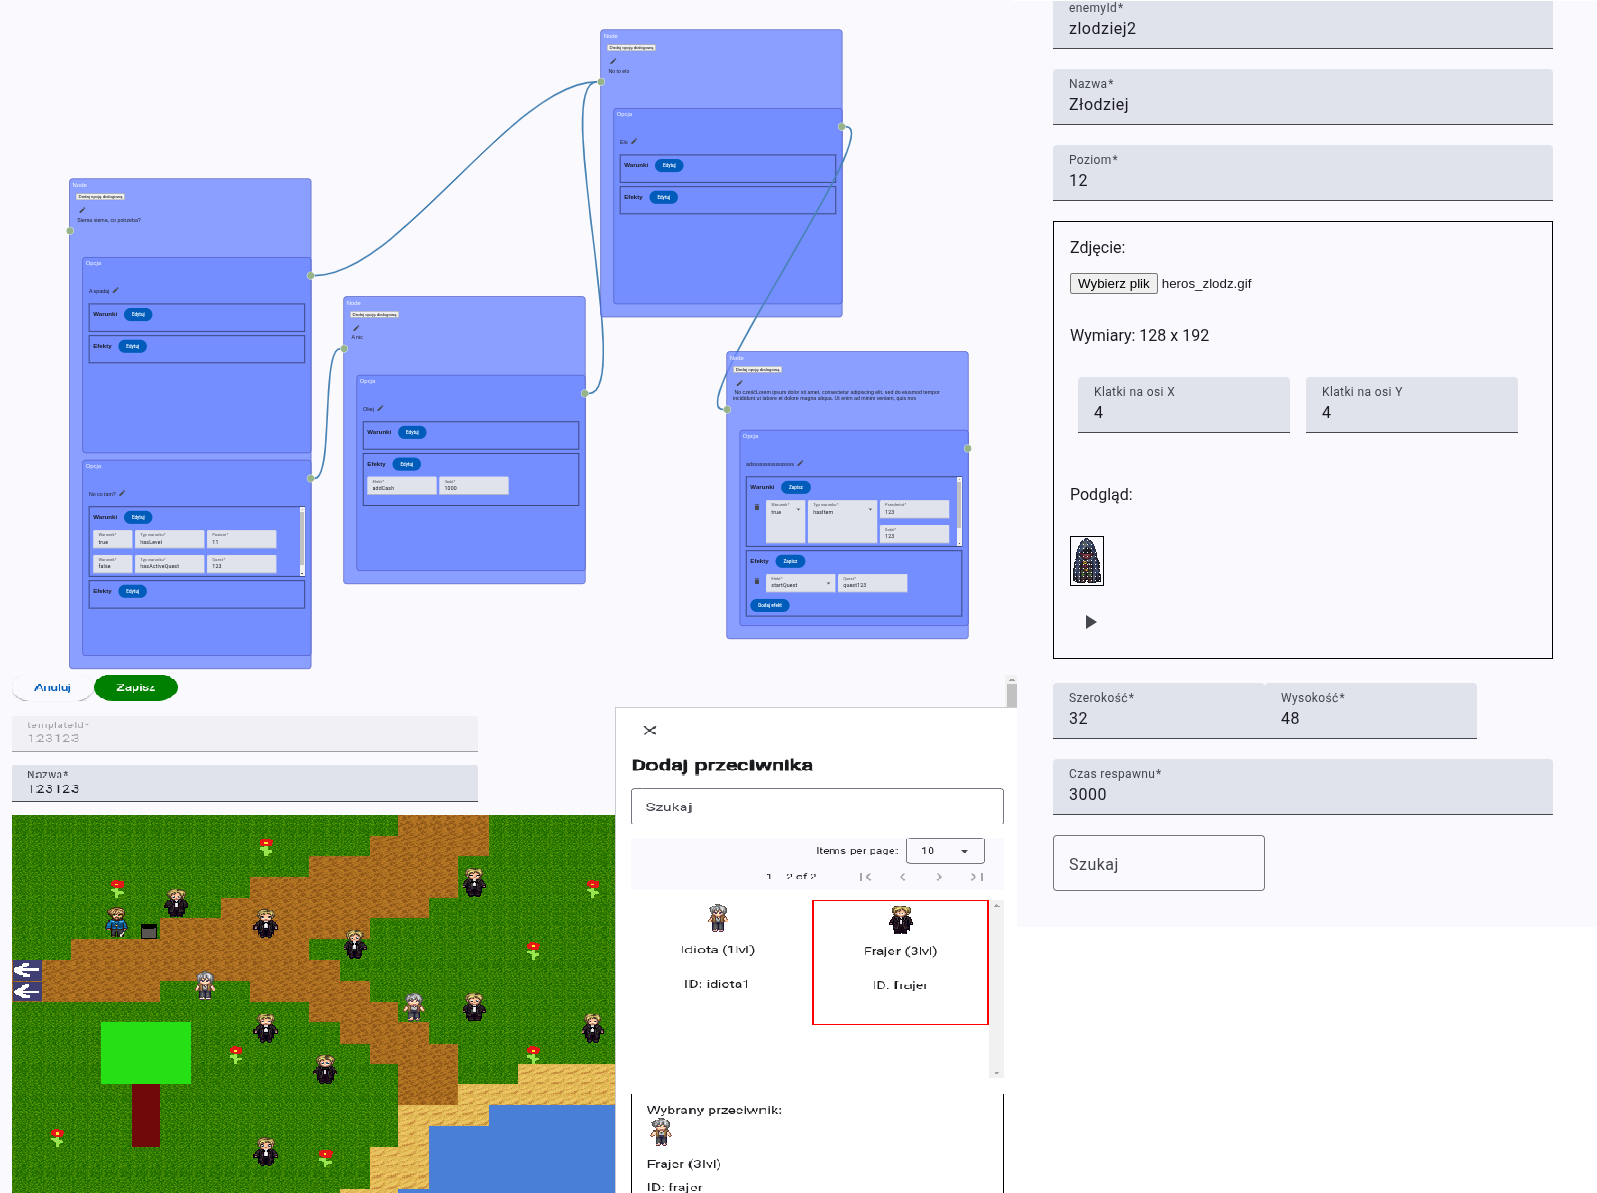 Node
Dodaj opcję dialogową
No to elo
Opcja
Elo
Warunki
Edytuj
Efekty
Edytuj
Node
Dodaj opcję dialogową
Siema siema, co potrzeba?
Opcja
A spadaj
Warunki
Edytuj
Efekty
Edytuj
Opcja
No co tam?
Warunki
Edytuj
Warunek*
true
Typ warunku*
hasLevel
Poziom*
11
Warunek*
false
Typ warunku*
hasActiveQuest
Quest*
123
Efekty
Edytuj
Node
Dodaj opcję dialogową
A nic
Opcja
Okej
Warunki
Edytuj
Efekty
Edytuj
Efekt*
addCash
Ilość*
1000
Node
Dodaj opcję dialogową
No cześćLorem ipsum dolor sit amet, consectetur adipiscing elit, sed do eiusmod tempor
incididunt ut labore et dolore magna aliqua. Ut enim ad minim veniam, quis nos
Opcja
Warunki
Zapisz
Warunek*
true
Typ warunku*
hasItem
Przedmiot*
123
Ilość*
123
Efekty
Zapisz
Efekt*
startQuest
Quest*
quest123
Dodaj efekt
Anuluj
Zapisz
templateId*
123123
Nazwa*
123123
Dodaj przeciwnika
Szukaj
Items per page:
10
1 – 2 of 2
Idiota (1lvl)
ID: idiota1
Frajer (3lvl)
ID: frajer
Wybrany przeciwnik:
Frajer (3lvl)
ID: frajer
enemyId
zlodziej2
Nazwa*
Złodziej
Poziom*
12
Zdjęcie:
Wybierz plik
heros_zlodz.gif
Wymiary: 128 x 192
Klatki na osi X
4
Klatki na osi Y
4
Podgląd:
Szerokość*
32
Wysokość*
48
Czas respawnu*
3000
Szukaj